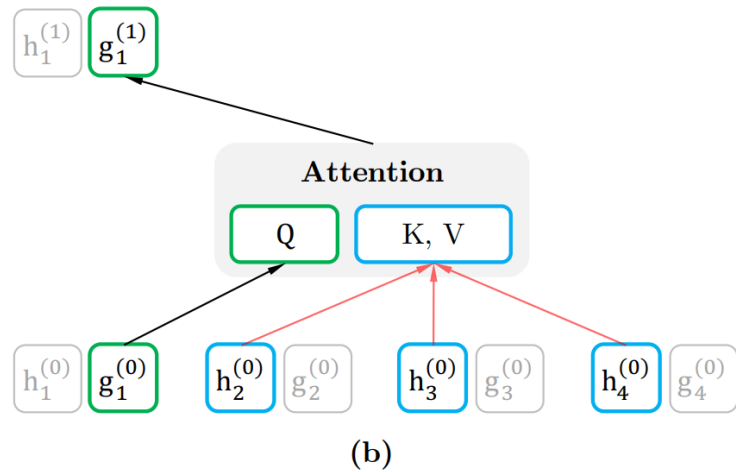 h₁⁽¹⁾ g₁⁽¹⁾
Attention
Q K, V
h₁⁽⁰⁾ g₁⁽⁰⁾ h₂⁽⁰⁾ g₂⁽⁰⁾ h₃⁽⁰⁾ g₃⁽⁰⁾ h₄⁽⁰⁾ g₄⁽⁰⁾
(b)